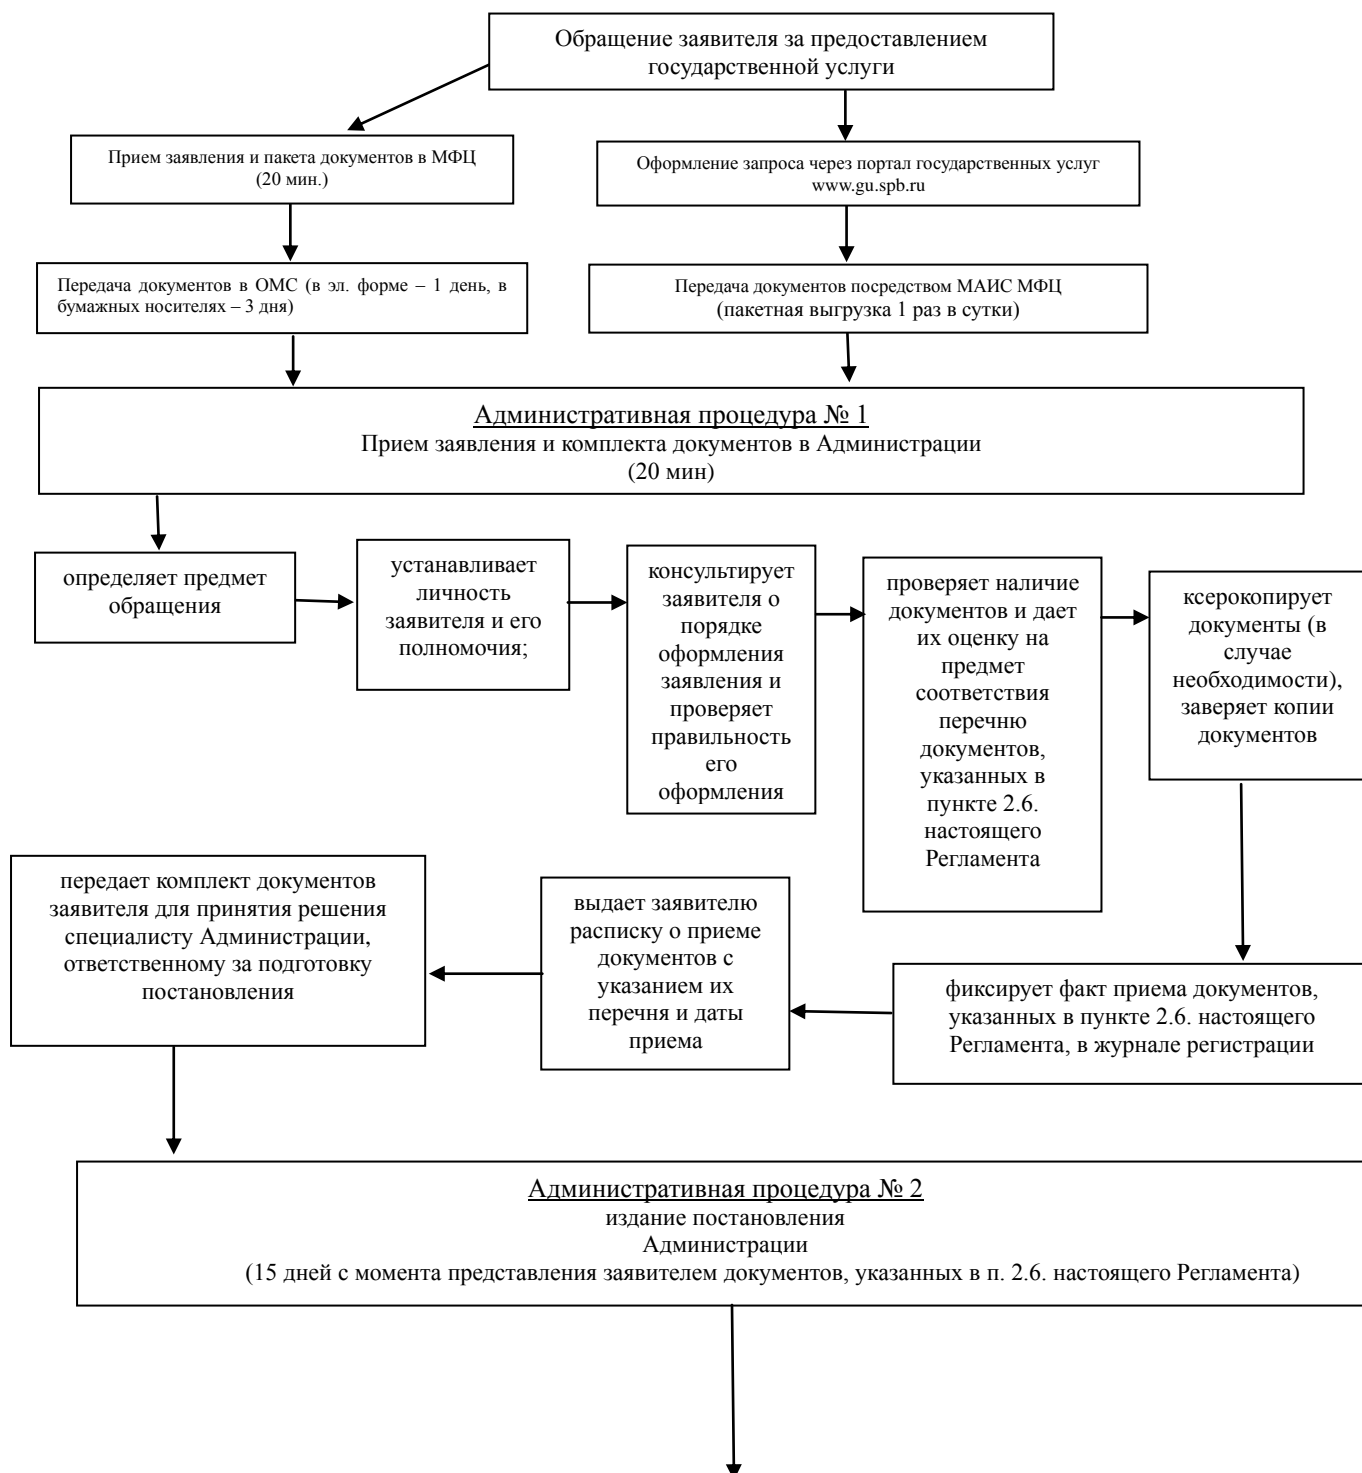 Обращение заявителя за предоставлением
государственной услуги
Прием заявления и пакета документов в МФЦ
(20 мин.)
Оформление запроса через портал государственных услуг
www.gu.spb.ru
Передача документов в ОМС (в эл. форме – 1 день, в
бумажных носителях – 3 дня)
Передача документов посредством МАИС МФЦ
(пакетная выгрузка 1 раз в сутки)
Административная процедура № 1
Прием заявления и комплекта документов в Администрации
(20 мин)
определяет предмет
обращения
устанавливает
личность
заявителя и его
полномочия;
консультирует
заявителя о
порядке
оформления
заявления и
проверяет
правильность
его
оформления
проверяет наличие
документов и дает
их оценку на
предмет
соответствия
перечню
документов,
указанных в
пункте 2.6.
настоящего
Регламента
ксерокопирует
документы (в
случае
необходимости),
заверяет копии
документов
фиксирует факт приема документов,
указанных в пункте 2.6. настоящего
Регламента, в журнале регистрации
выдает заявителю
расписку о приеме
документов с
указанием их
перечня и даты
приема
передает комплект документов
заявителя для принятия решения
специалисту Администрации,
ответственному за подготовку
постановления
Административная процедура № 2
издание постановления
Администрации
(15 дней с момента представления заявителем документов, указанных в п. 2.6. настоящего Регламента)